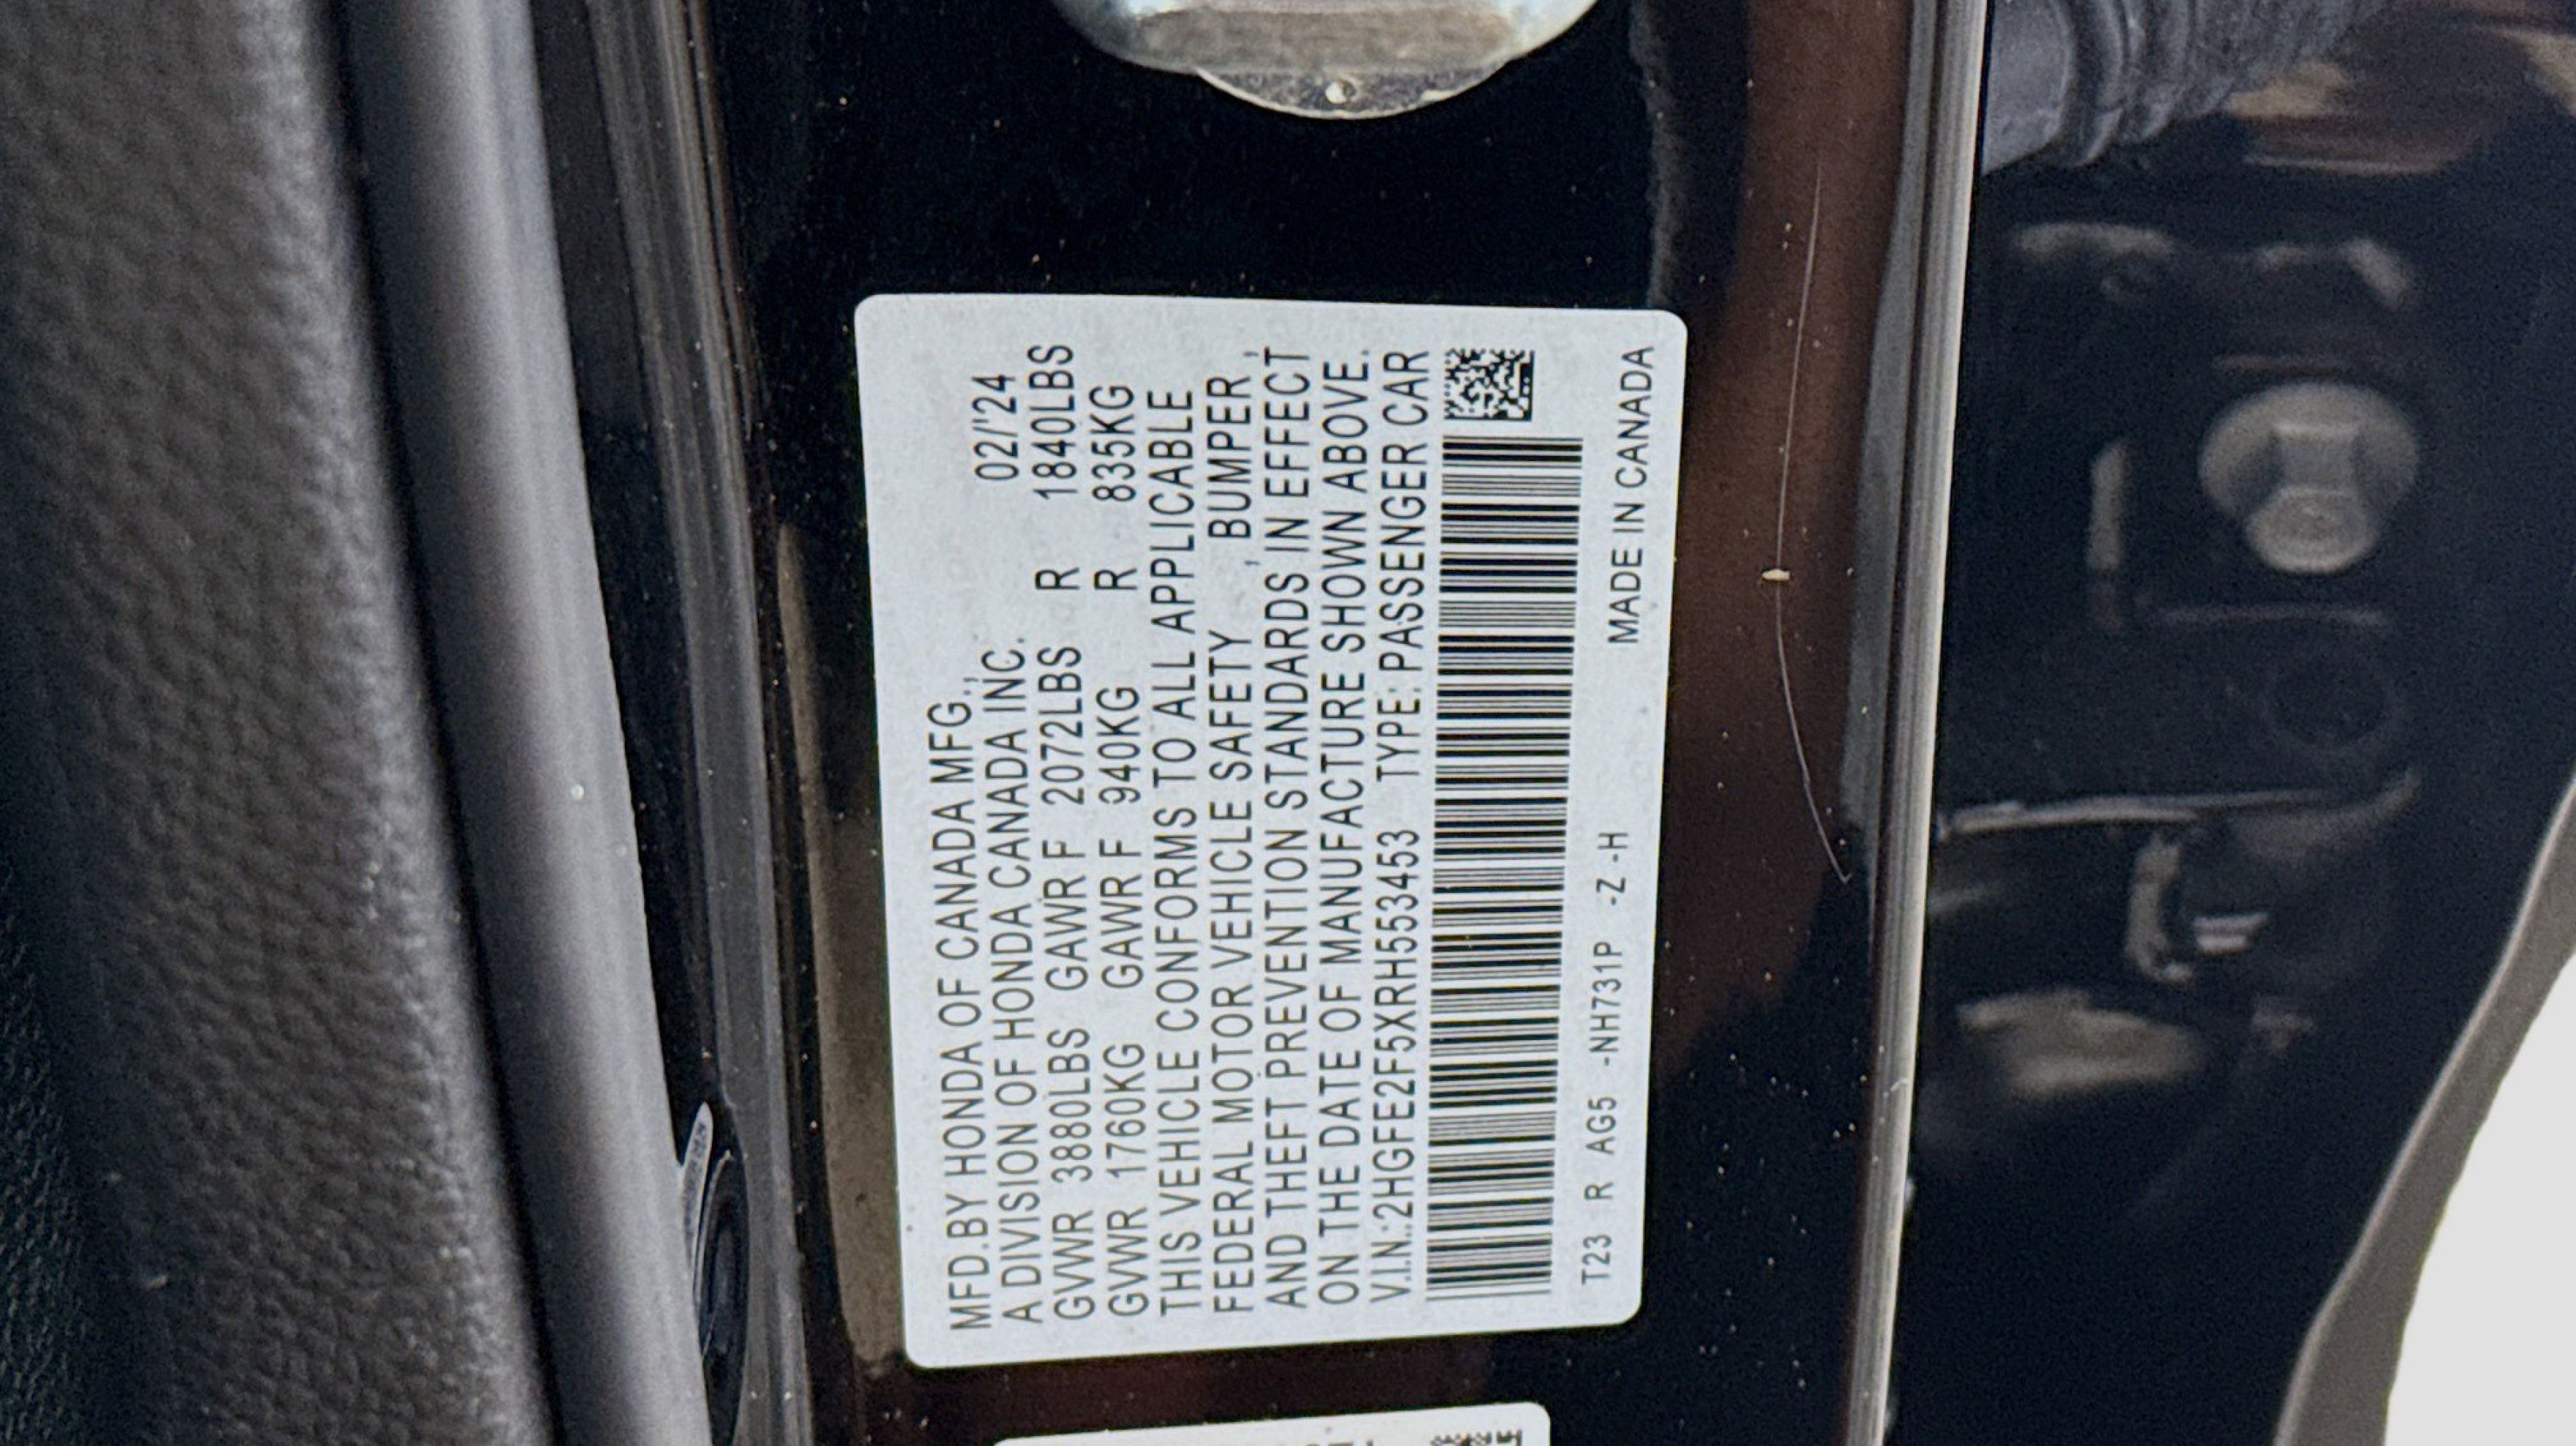 MFD.BY HONDA OF CANADA MFG.,
A DIVISION OF HONDA CANADA INC. 02/'24
GVWR 3880LBS GAWR F 2072LBS R 1840LBS
GVWR 1760KG GAWR F 940KG R 835KG
THIS VEHICLE CONFORMS TO ALL APPLICABLE
FEDERAL MOTOR VEHICLE SAFETY , BUMPER ,
AND THEFT PREVENTION STANDARDS IN EFFECT
ON THE DATE OF MANUFACTURE SHOWN ABOVE.
V.I.N.:2HGFE2F5XRH553453 TYPE: PASSENGER CAR
T23 R AG5 -NH731P -Z -H MADE IN CANADA